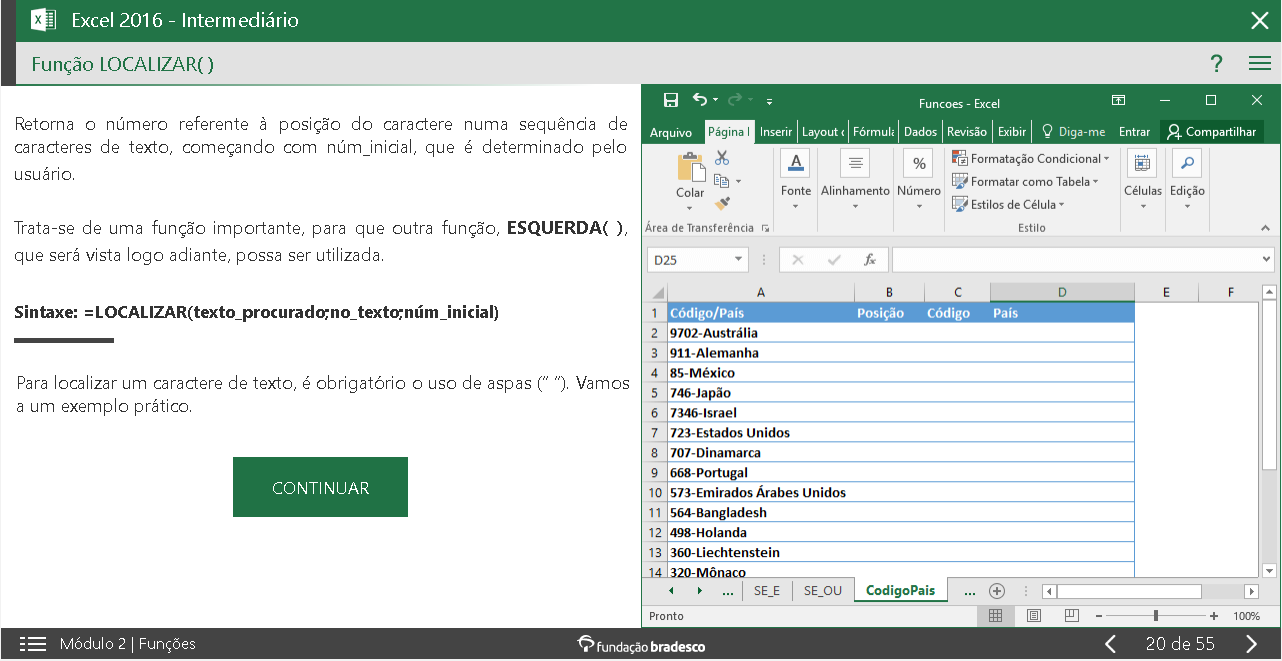 Excel 2016 - Intermediário
Função LOCALIZAR( )
?
Retorna o número referente à posição do caractere numa sequência de
caracteres de texto, começando com núm_inicial, que é determinado pelo
usuário.
Trata-se de uma função importante, para que outra função, ESQUERDA( ),
que será vista logo adiante, possa ser utilizada.
Sintaxe: =LOCALIZAR(texto_procurado;no_texto;núm_inicial)
Para localizar um caractere de texto, é obrigatório o uso de aspas (“ “). Vamos
a um exemplo prático.
CONTINUAR
Funcoes - Excel
Arquivo Página I Inserir Layout c Fórmula Dados Revisão Exibir Diga-me Entrar Compartilhar
Colar Fonte Alinhamento % Número Formatação Condicional Células Edição
Formatar como Tabela
Estilos de Célula
Área de Transferência Estilo
D25 fx
A B C D E F
1 Código/País Posição Código País
2 9702-Austrália
3 911-Alemanha
4 85-México
5 746-Japão
6 7346-Israel
7 723-Estados Unidos
8 707-Dinamarca
9 668-Portugal
10 573-Emirados Árabes Unidos
11 564-Bangladesh
12 498-Holanda
13 360-Liechtenstein
14 320-Mônaco
... SE_E SE_OU CodigoPais ...
Pronto 100%
Módulo 2 | Funções fundação bradesco 20 de 55